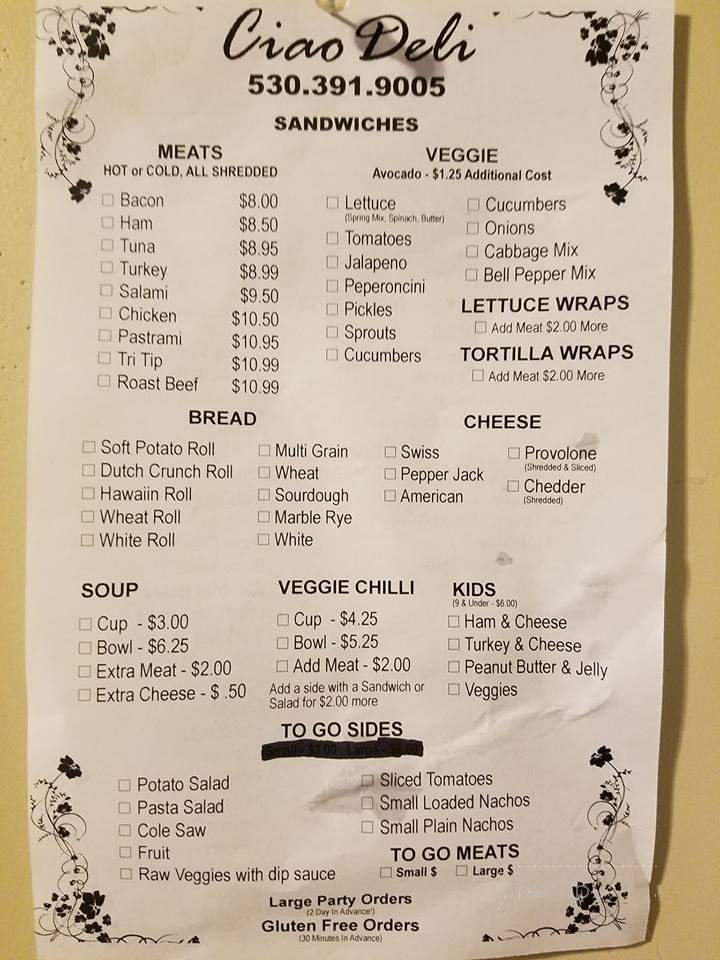 Ciao Deli
530.391.9005
SANDWICHES
MEATS
HOT or COLD, ALL SHREDDED
Bacon $8.00
Ham $8.50
Tuna $8.95
Turkey $8.99
Salami $9.50
Chicken $10.50
Pastrami $10.95
Tri Tip $10.99
Roast Beef $10.99
VEGGIE
Avocado - $1.25 Additional Cost
Lettuce
(Spring Mix, Spinach, Butter)
Tomatoes
Jalapeno
Peperoncini
Pickles
Sprouts
Cucumbers
Cucumbers
Onions
Cabbage Mix
Bell Pepper Mix
LETTUCE WRAPS
Add Meat $2.00 More
TORTILLA WRAPS
Add Meat $2.00 More
BREAD
Soft Potato Roll
Dutch Crunch Roll
Hawaiin Roll
Wheat Roll
White Roll
Multi Grain
Wheat
Sourdough
Marble Rye
White
CHEESE
Swiss
Pepper Jack
American
Provolone
(Shredded & Sliced)
Chedder
(Shredded)
SOUP
Cup - $3.00
Bowl - $6.25
Extra Meat - $2.00
Extra Cheese - $ .50
VEGGIE CHILLI
Cup - $4.25
Bowl - $5.25
Add Meat - $2.00
Add a side with a Sandwich or
Salad for $2.00 more
KIDS
(9 & Under - $6.00)
Ham & Cheese
Turkey & Cheese
Peanut Butter & Jelly
Veggies
TO GO SIDES
Small - $3.00 Large - $6.00
Potato Salad
Pasta Salad
Cole Saw
Fruit
Raw Veggies with dip sauce
Sliced Tomatoes
Small Loaded Nachos
Small Plain Nachos
TO GO MEATS
Small $ Large $
Large Party Orders
(2 Day In Advance!)
Gluten Free Orders
(30 Minutes In Advance)